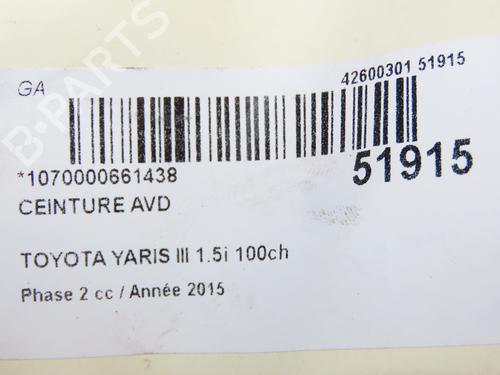 GA
42600301 51915
*1070000661438
51915
CEINTURE AVD
TOYOTA YARIS III 1.5i 100ch
Phase 2 cc / Année 2015
B-PARTS